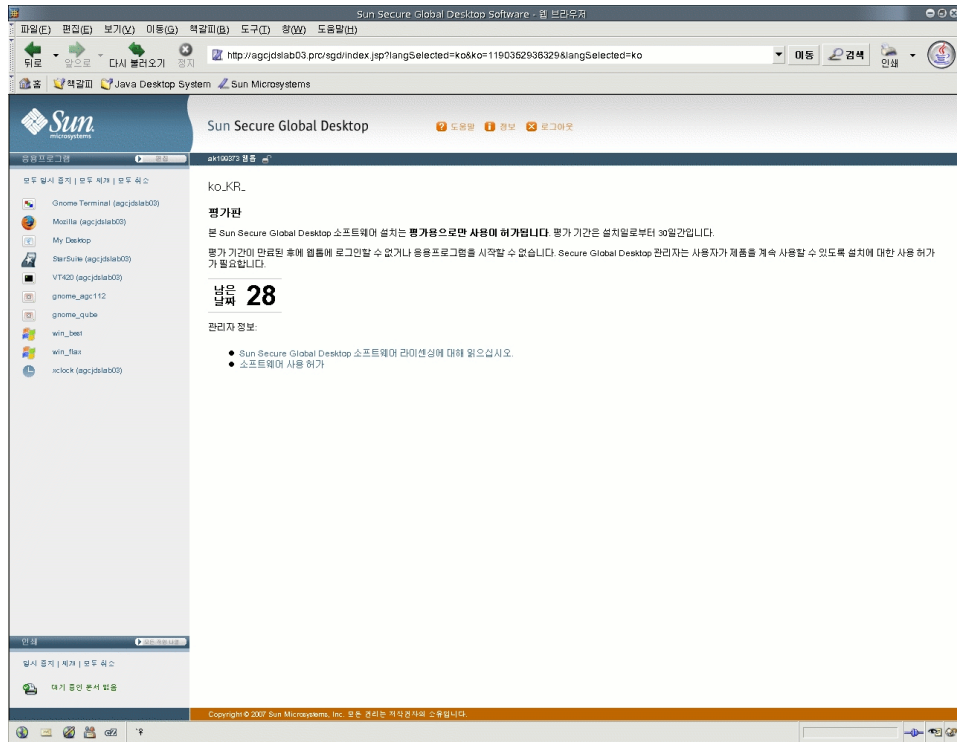 Sun Secure Global Desktop Software - 웹 브라우저
파일(F) 편집(E) 보기(V) 이동(G) 책갈피(B) 도구(T) 창(W) 도움말(H)
뒤로 앞으로 다시 불러오기 정지 http://agcjdslab03.prc/sgd/index.jsp?langSelected=ko&ko=1190352936329&langSelected=ko 이동 검색 인쇄
홈 책갈피 Java Desktop System Sun Microsystems
Sun microsystems
Sun Secure Global Desktop 도움말 정보 로그아웃
응용프로그램 편집
ak199373 웹톱
모두 일시 중지 | 모두 재개 | 모두 취소
Gnome Terminal (agcjdslab03)
Mozilla (agcjdslab03)
My Desktop
StarSuite (agcjdslab03)
VT420 (agcjdslab03)
gnome_agc112
gnome_qube
win_best
win_flax
xclock (agcjdslab03)
ko_KR_
평가판
본 Sun Secure Global Desktop 소프트웨어 설치는 평가용으로만 사용이 허가됩니다. 평가 기간은 설치일로부터 30일간입니다.
평가 기간이 만료된 후에 웹톱에 로그인할 수 없거나 응용프로그램을 시작할 수 없습니다. Secure Global Desktop 관리자는 사용자가 제품을 계속 사용할 수 있도록 설치에 대한 사용 허가
가 필요합니다.
남은 날짜 28
관리자 정보:
Sun Secure Global Desktop 소프트웨어 라이센싱에 대해 읽으십시오.
소프트웨어 사용 허가
인쇄
일시 중지 | 재개 | 모두 취소
대기 중인 문서 없음
Copyright © 2007 Sun Microsystems, Inc. 모든 권리는 저작권자의 소유입니다.